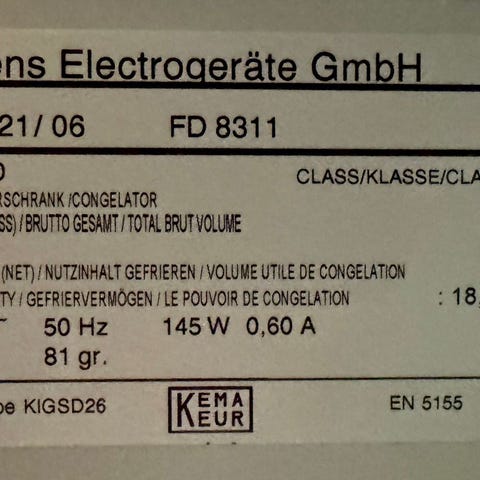 ens Electrogeräte GmbH
21/06 FD 8311
CLASS/KLASSE/CLA
RSCHRANK /CONGELATOR
SS) / BRUTTO GESAMT / TOTAL BRUT VOLUME
(NET) / NUTZINHALT GEFRIEREN / VOLUME UTILE DE CONGELATION
TY / GEFRIERVERMÖGEN / LE POUVOIR DE CONGELATION : 18,
50 Hz 145 W 0,60 A
81 gr.
pe KIGSD26 KEMA EUR EN 5155